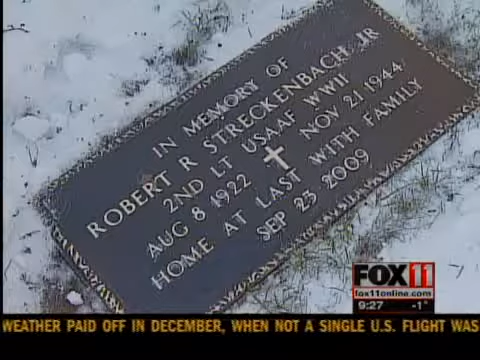 IN MEMORY OF
ROBERT R STRECKENBACH JR
2ND LT USAAF WWII
AUG 8 1922 NOV 21 1944
HOME AT LAST WITH FAMILY
SEP 23 2009
FOX 11
fox11online.com
9:27 -1°
WEATHER PAID OFF IN DECEMBER, WHEN NOT A SINGLE U.S. FLIGHT WAS